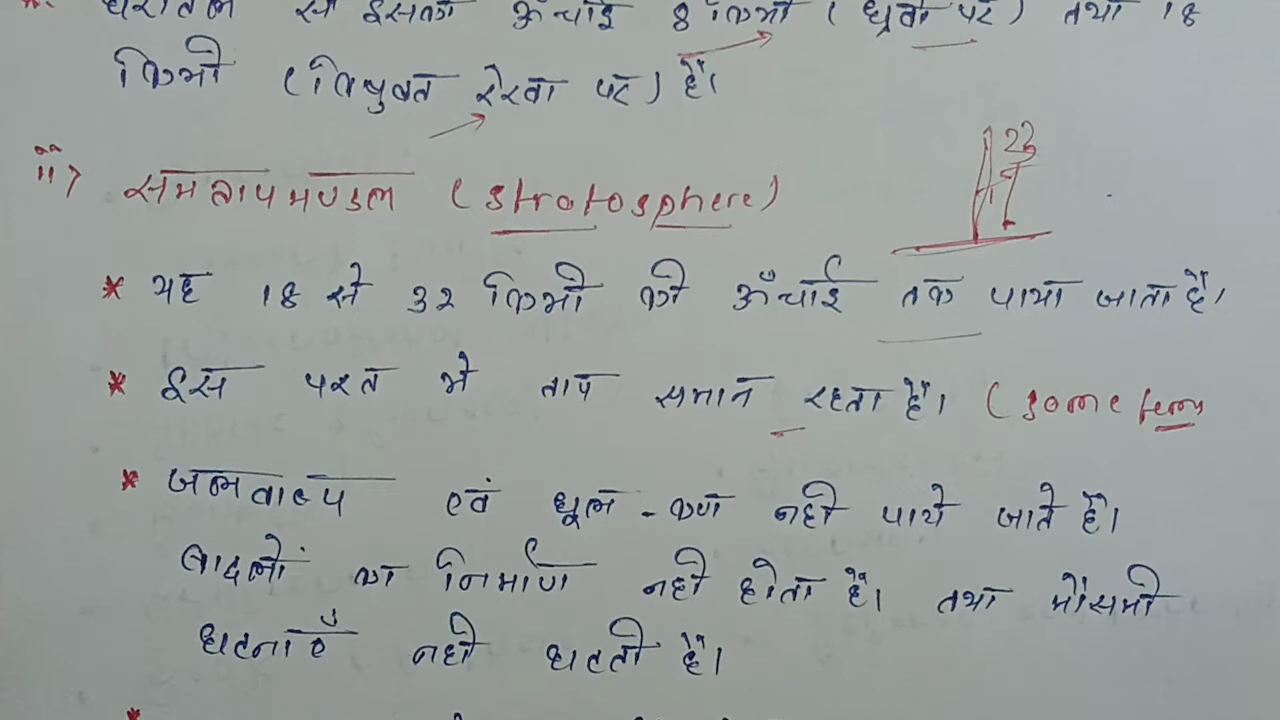 धरातल से इसकी ऊँचाई 8 किमी (ध्रुवों पर) तथा 18
किमी (विषुवत रेखा पर) है।
23
ii> समतापमण्डल (stratosphere)
* यह 18 से 32 किमी की ऊँचाई तक पाया जाता है।
* इस परत मे ताप समान रहता है। (same tem
* जलवाष्प एवं धूल-कण नही पाये जाते है।
बादलों का निर्माण नही होता है। तथा मौसमी
घटनाएँ नही घटती है।
*